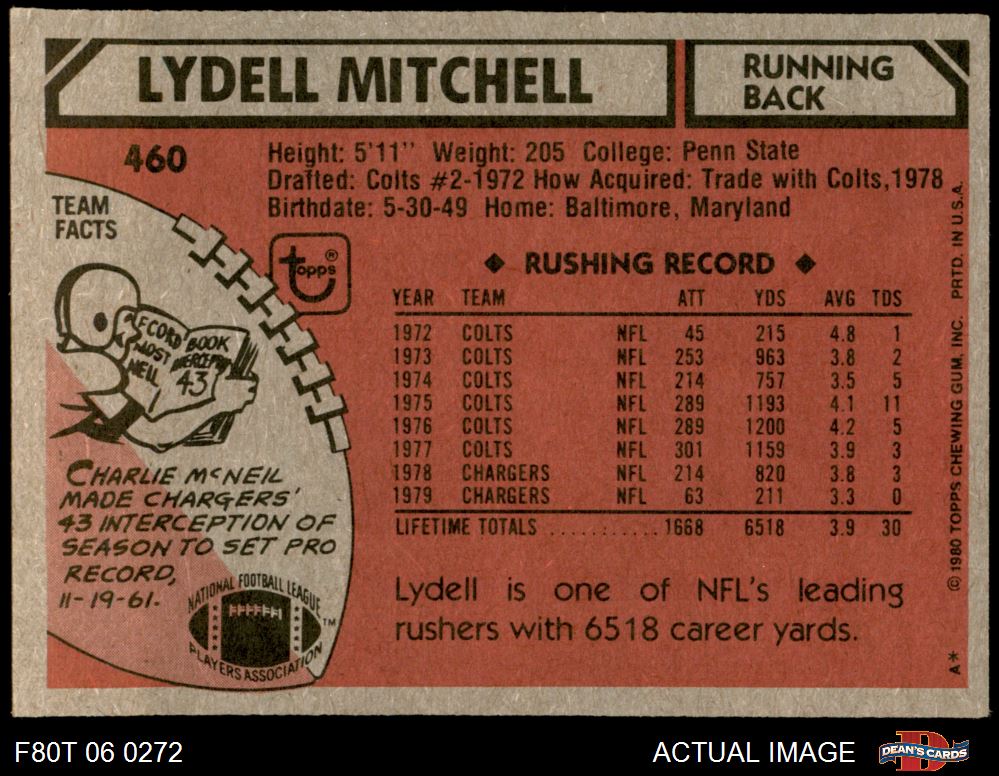 LYDELL MITCHELL
RUNNING
BACK
460
Height: 5'11" Weight: 205 College: Penn State
Drafted: Colts #2-1972 How Acquired: Trade with Colts, 1978
Birthdate: 5-30-49 Home: Baltimore, Maryland
TEAM
FACTS
topps®
ECORD BOOK
MOST INTERCEP
NEIL 43
CHARLIE McNEIL
MADE CHARGERS'
43 INTERCEPTION OF
SEASON TO SET PRO
RECORD,
11-19-61.
NATIONAL FOOTBALL LEAGUE
PLAYERS ASSOCIATION
TM
◆ RUSHING RECORD ◆
YEAR TEAM ATT YDS AVG TDS
1972 COLTS NFL 45 215 4.8 1
1973 COLTS NFL 253 963 3.8 2
1974 COLTS NFL 214 757 3.5 5
1975 COLTS NFL 289 1193 4.1 11
1976 COLTS NFL 289 1200 4.2 5
1977 COLTS NFL 301 1159 3.9 3
1978 CHARGERS NFL 214 820 3.8 3
1979 CHARGERS NFL 63 211 3.3 0
LIFETIME TOTALS .......... 1668 6518 3.9 30
Lydell is one of NFL's leading
rushers with 6518 career yards.
A* © 1980 TOPPS CHEWING GUM, INC. PRTD. IN U.S.A.
F80T 06 0272
ACTUAL IMAGE
D
DEAN'S CARDS